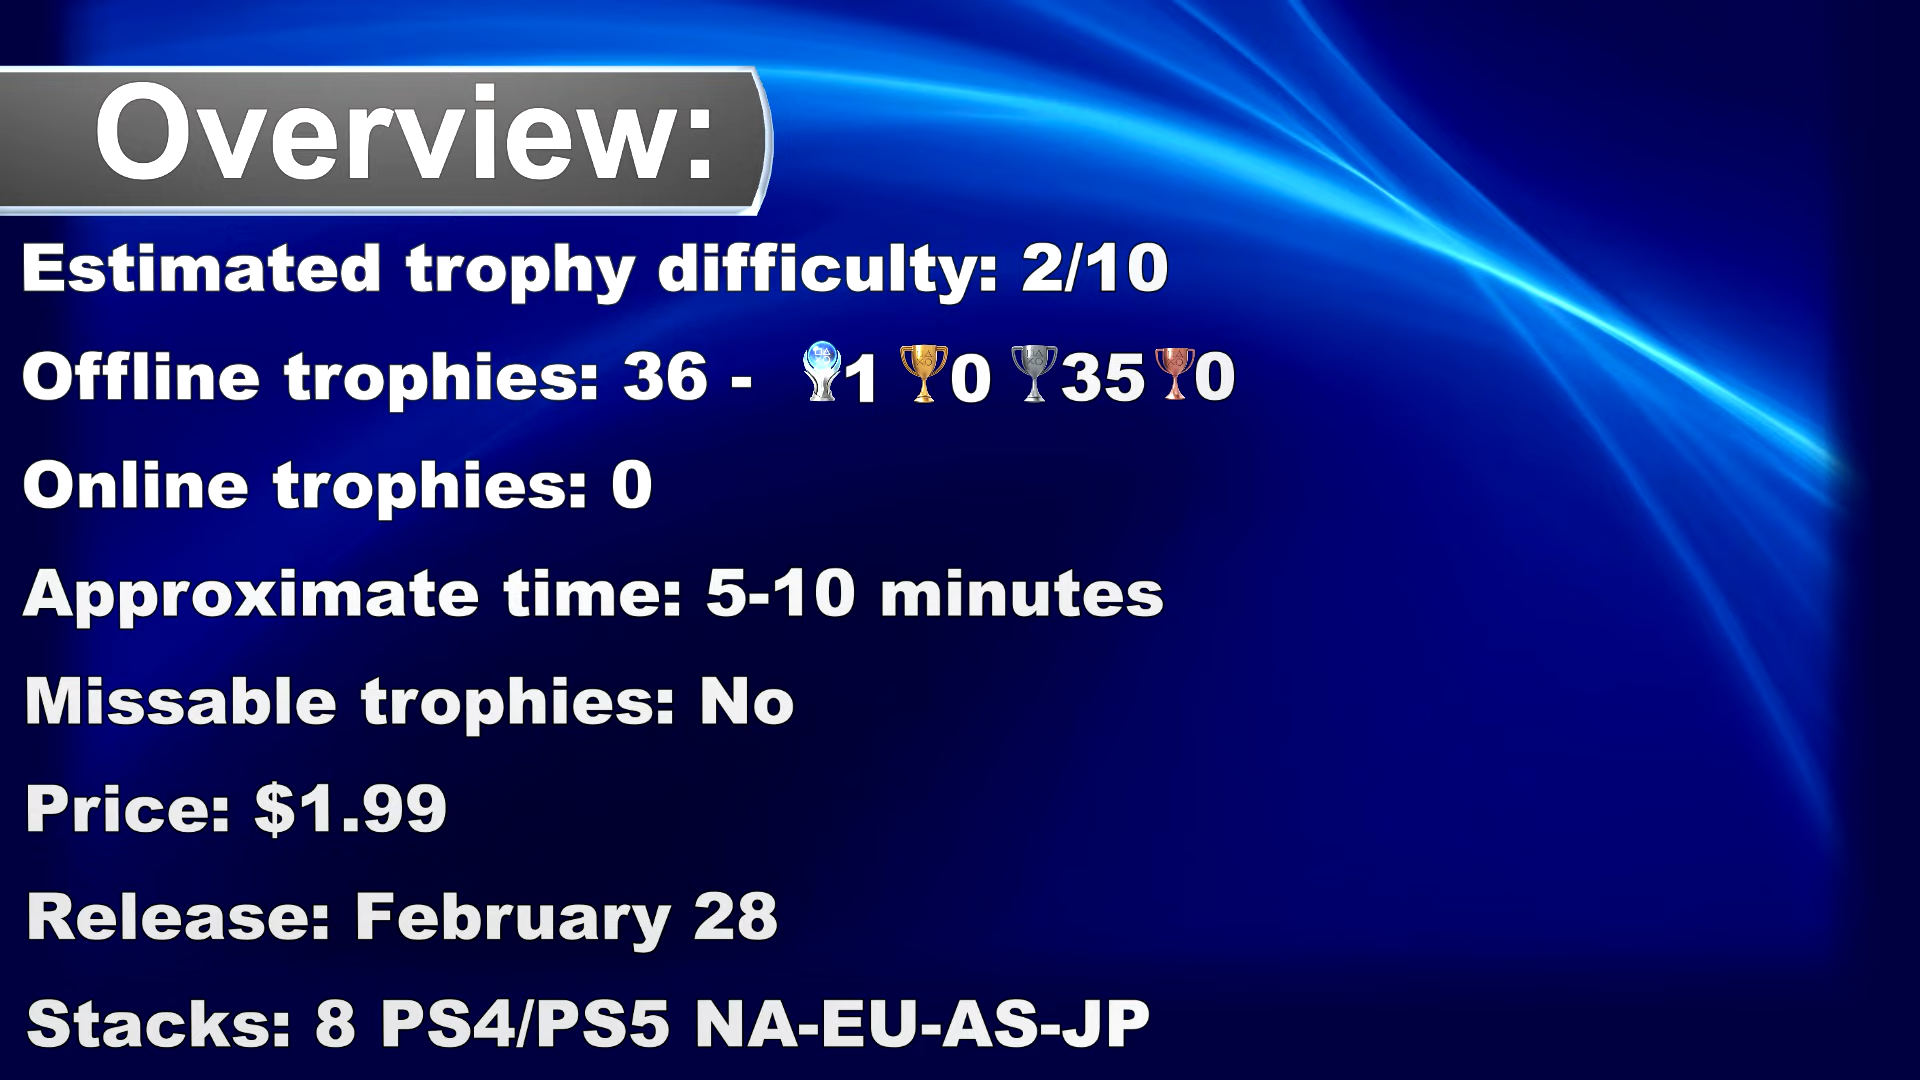 Overview:
Estimated trophy difficulty: 2/10
Offline trophies: 36 - 1 0 35 0
Online trophies: 0
Approximate time: 5-10 minutes
Missable trophies: No
Price: $1.99
Release: February 28
Stacks: 8 PS4/PS5 NA-EU-AS-JP